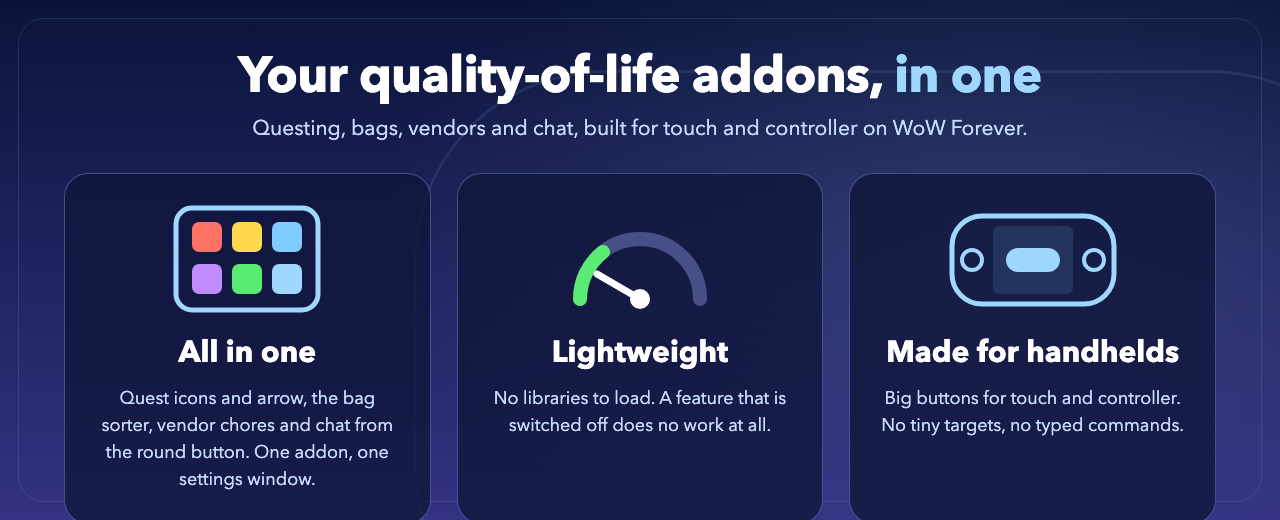 Your quality-of-life addons, in one
Questing, bags, vendors and chat, built for touch and controller on WoW Forever.
All in one
Quest icons and arrow, the bag
sorter, vendor chores and chat from
the round button. One addon, one
settings window.
Lightweight
No libraries to load. A feature that is
switched off does no work at all.
Made for handhelds
Big buttons for touch and controller.
No tiny targets, no typed commands.